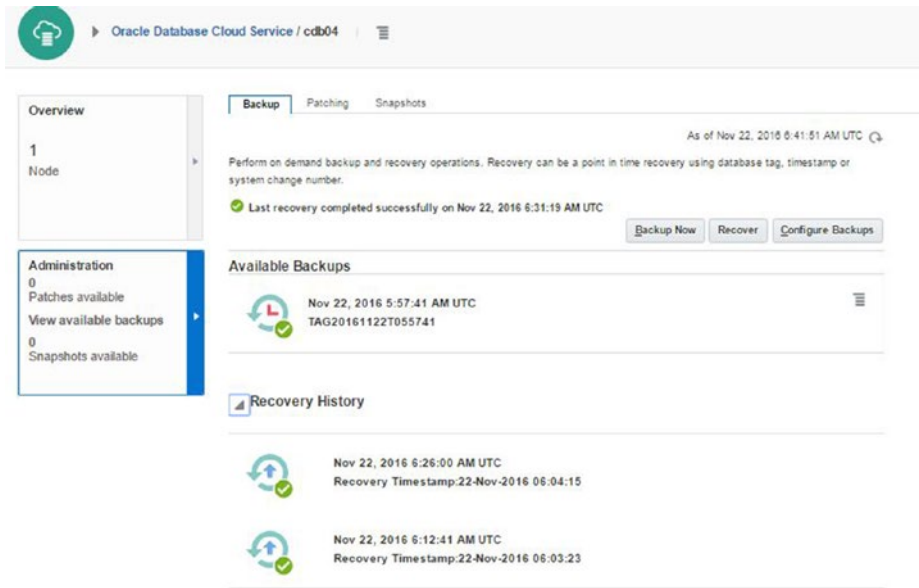 Oracle Database Cloud Service / cdb04
Overview
1
Node
Administration
0
Patches available
View available backups
0
Snapshots available
Backup Patching Snapshots
As of Nov 22, 2016 6:41:51 AM UTC
Perform on demand backup and recovery operations. Recovery can be a point in time recovery using database tag, timestamp or
system change number.
Last recovery completed successfully on Nov 22, 2016 6:31:19 AM UTC
Backup Now Recover Configure Backups
Available Backups
Nov 22, 2016 5:57:41 AM UTC
TAG20161122T055741
Recovery History
Nov 22, 2016 6:26:00 AM UTC
Recovery Timestamp:22-Nov-2016 06:04:15
Nov 22, 2016 6:12:41 AM UTC
Recovery Timestamp:22-Nov-2016 06:03:23